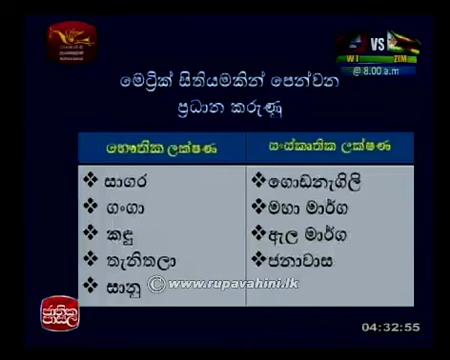 VS
WI ZIM
@ 8.00 a.m
මෙට්‍රික් සිතියමකින් පෙන්වන
ප්‍රධාන කරුණු
භෞතික ලක්ෂණ
සංස්කෘතික ලක්ෂණ
❖ සාගර
❖ ගොඩනැගිලි
❖ ගංගා
❖ මහා මාර්ග
❖ කඳු
❖ ඇල මාර්ග
❖ තැනිතලා
❖ ජනාවාස
❖ සානු
© www.rupavahini.lk
ජාතික
පාසල
04:32:55